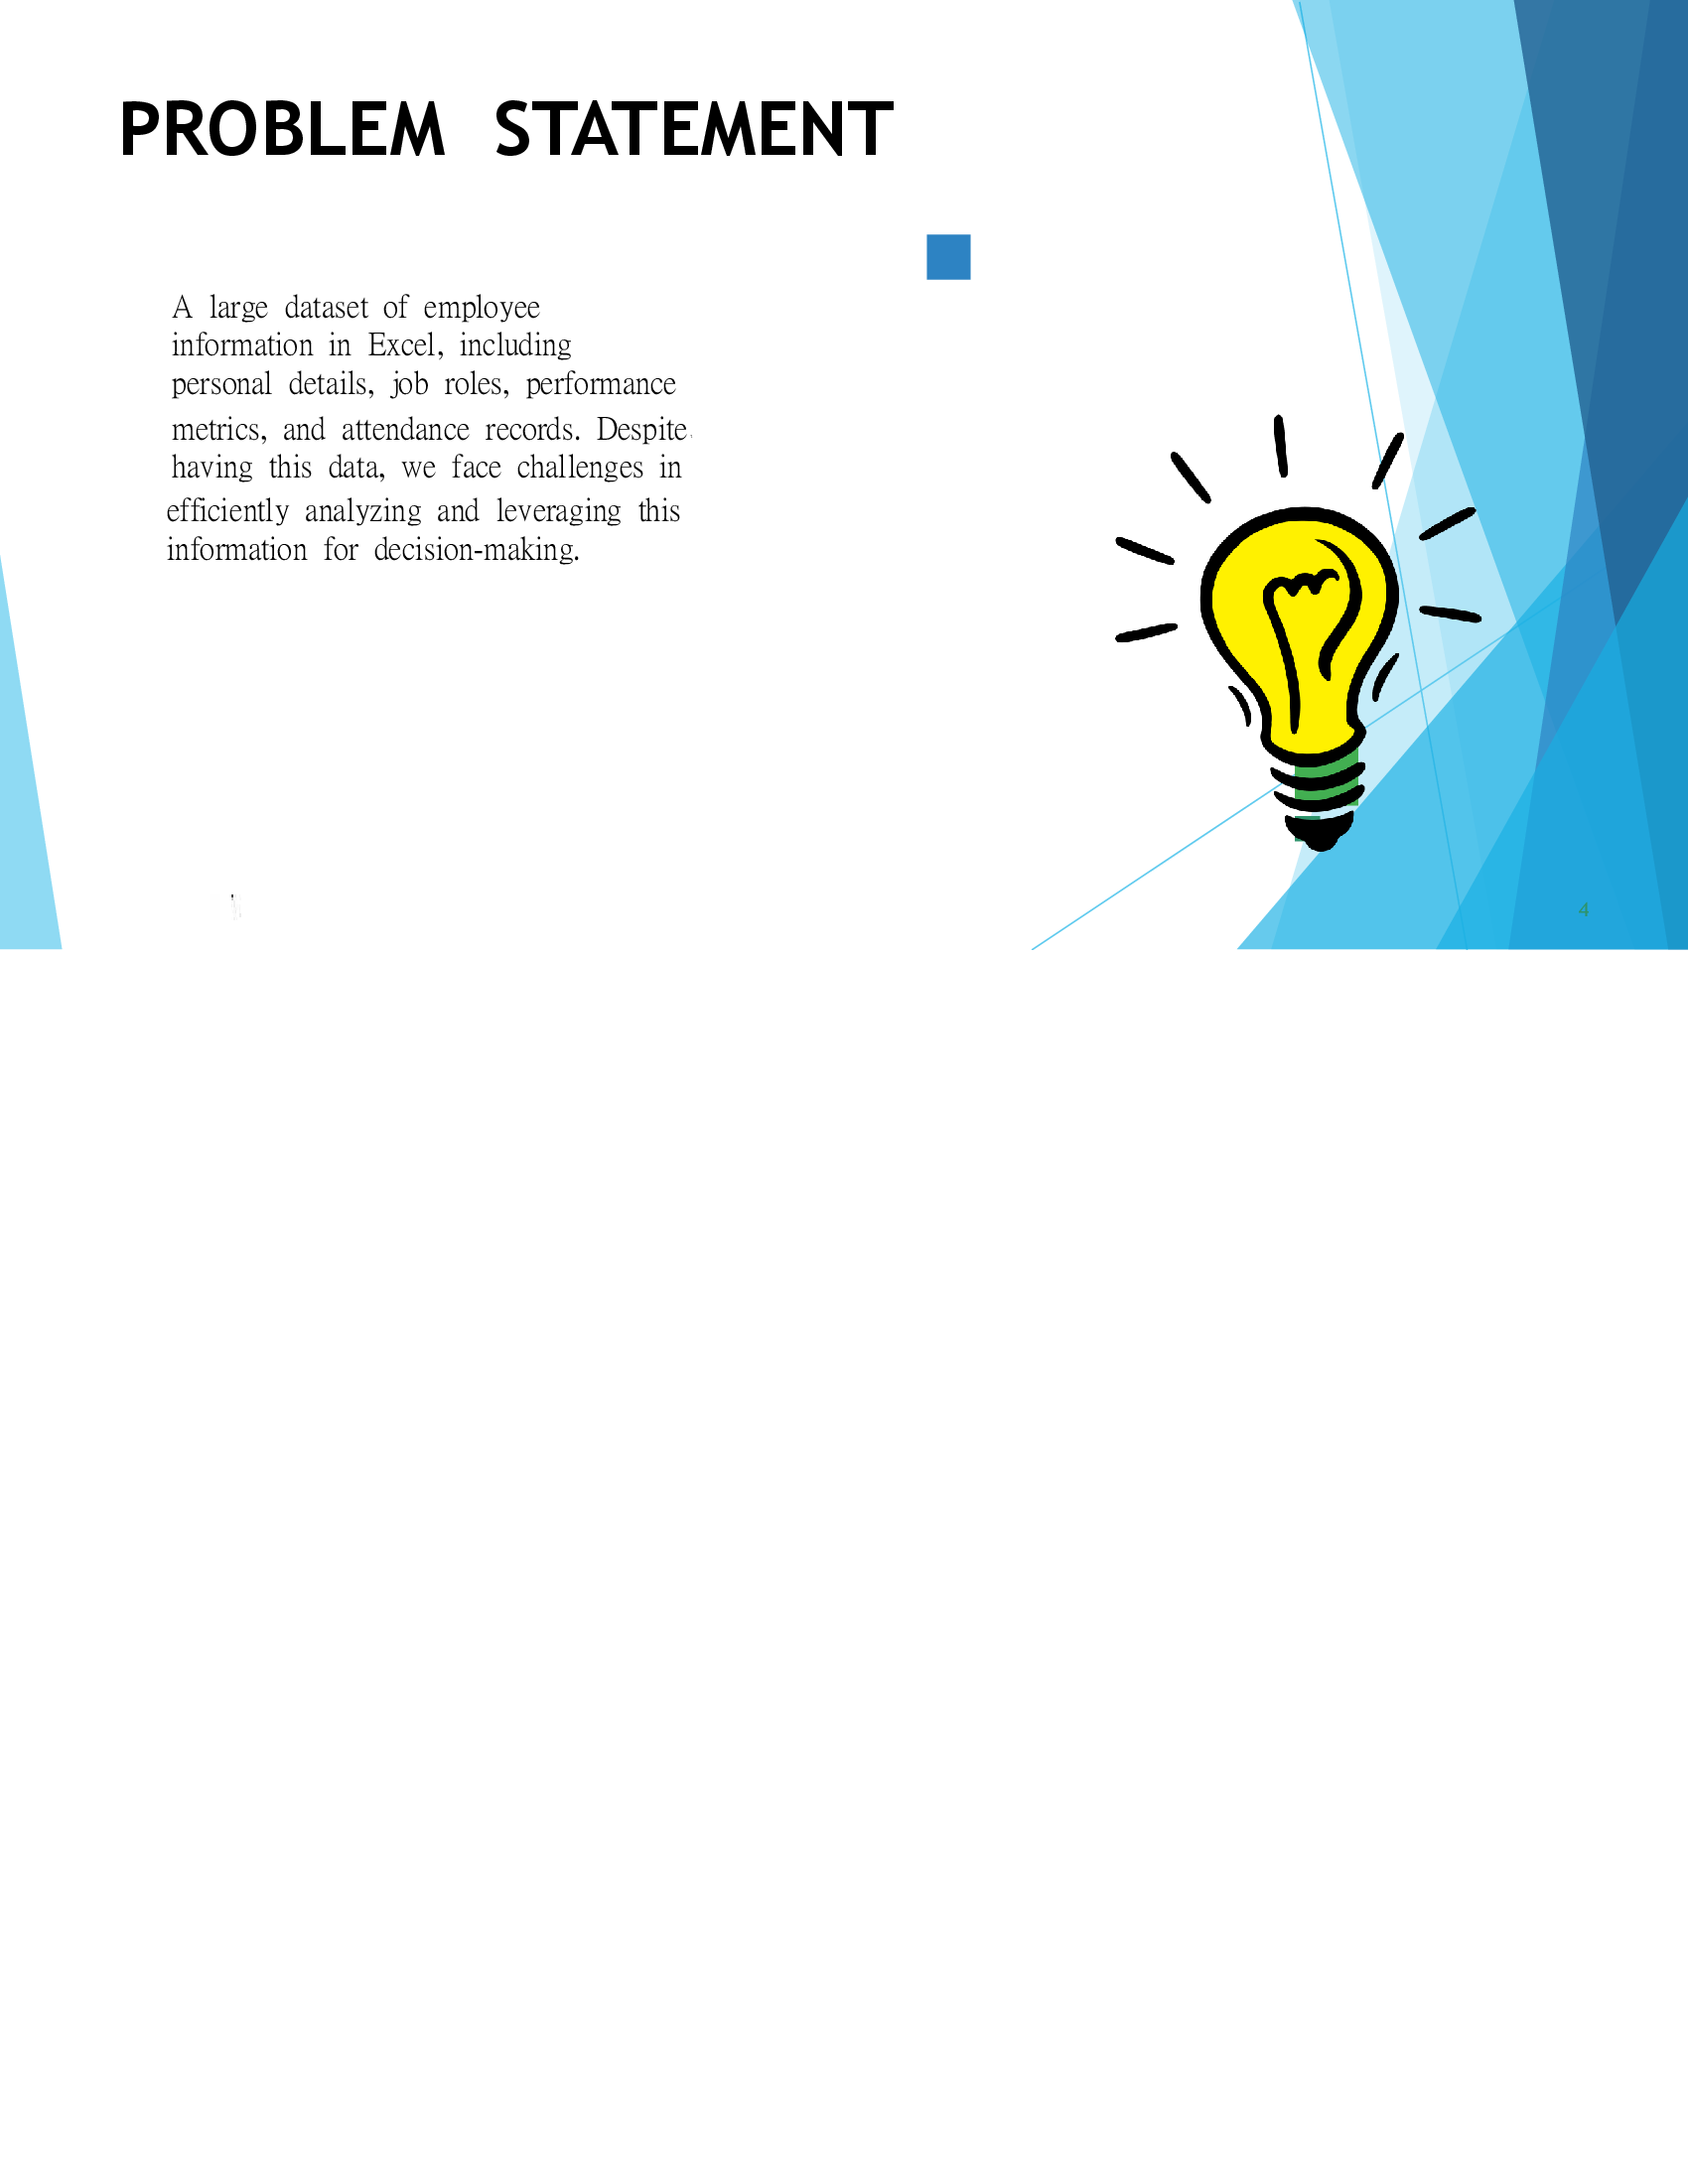 PROBLEM STATEMENT
A large dataset of employee
information in Excel, including
personal details, job roles, performance
metrics, and attendance records. Despite
having this data, we face challenges in
efficiently analyzing and leveraging this
information for decision-making.
4